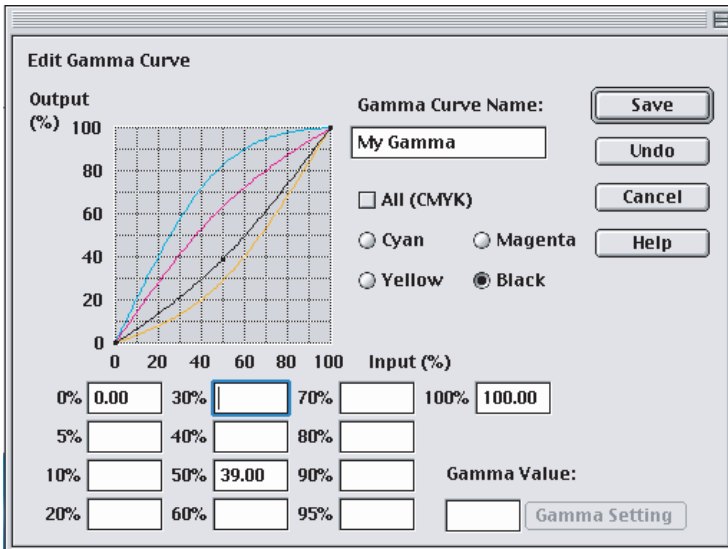 Edit Gamma Curve
Output
(%)
100
80
60
40
20
0
0 20 40 60 80 100 Input (%)
Gamma Curve Name:
My Gamma
All (CMYK)
Cyan Magenta
Yellow Black
Save
Undo
Cancel
Help
0% 0.00 30% 70% 100% 100.00
5% 40% 80%
10% 50% 39.00 90%
20% 60% 95%
Gamma Value:
Gamma Setting